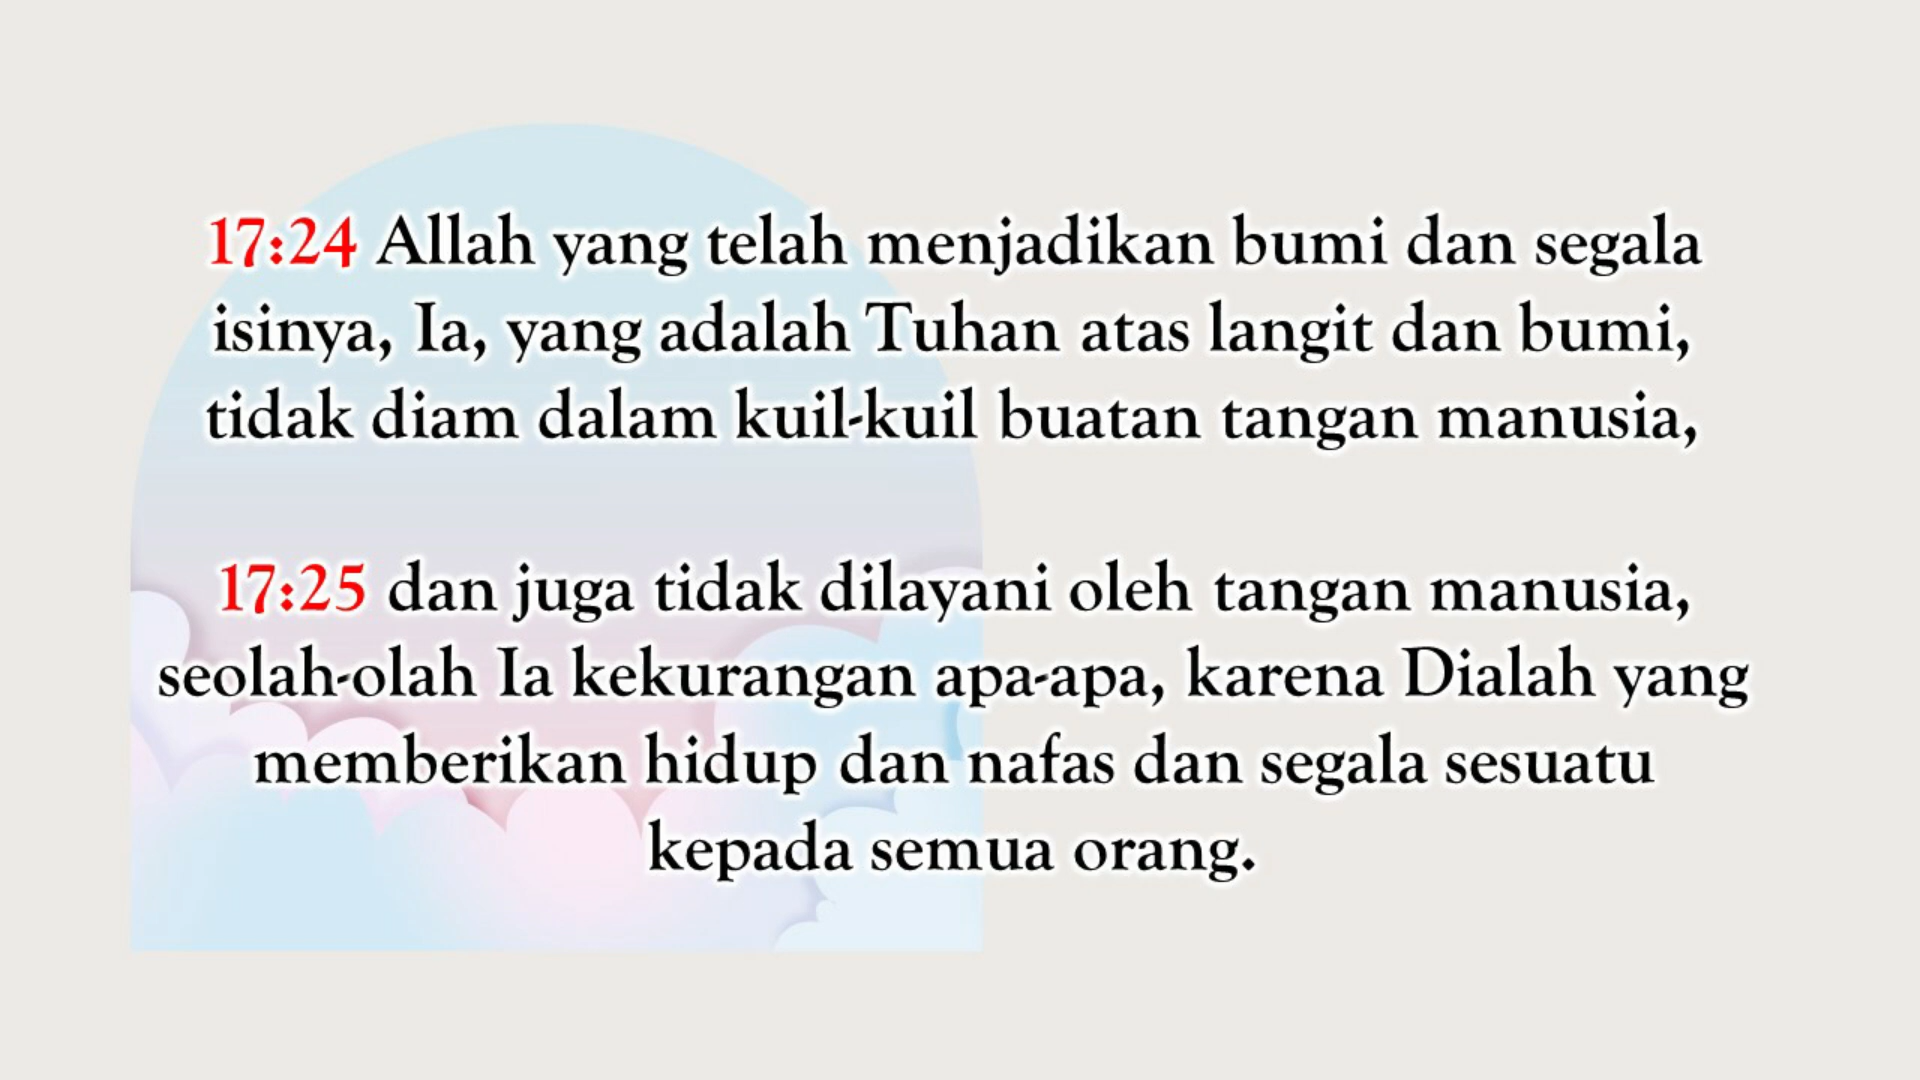 17:24 Allah yang telah menjadikan bumi dan segala
isinya, Ia, yang adalah Tuhan atas langit dan bumi,
tidak diam dalam kuil-kuil buatan tangan manusia,
17:25 dan juga tidak dilayani oleh tangan manusia,
seolah-olah Ia kekurangan apa-apa, karena Dialah yang
memberikan hidup dan nafas dan segala sesuatu
kepada semua orang.